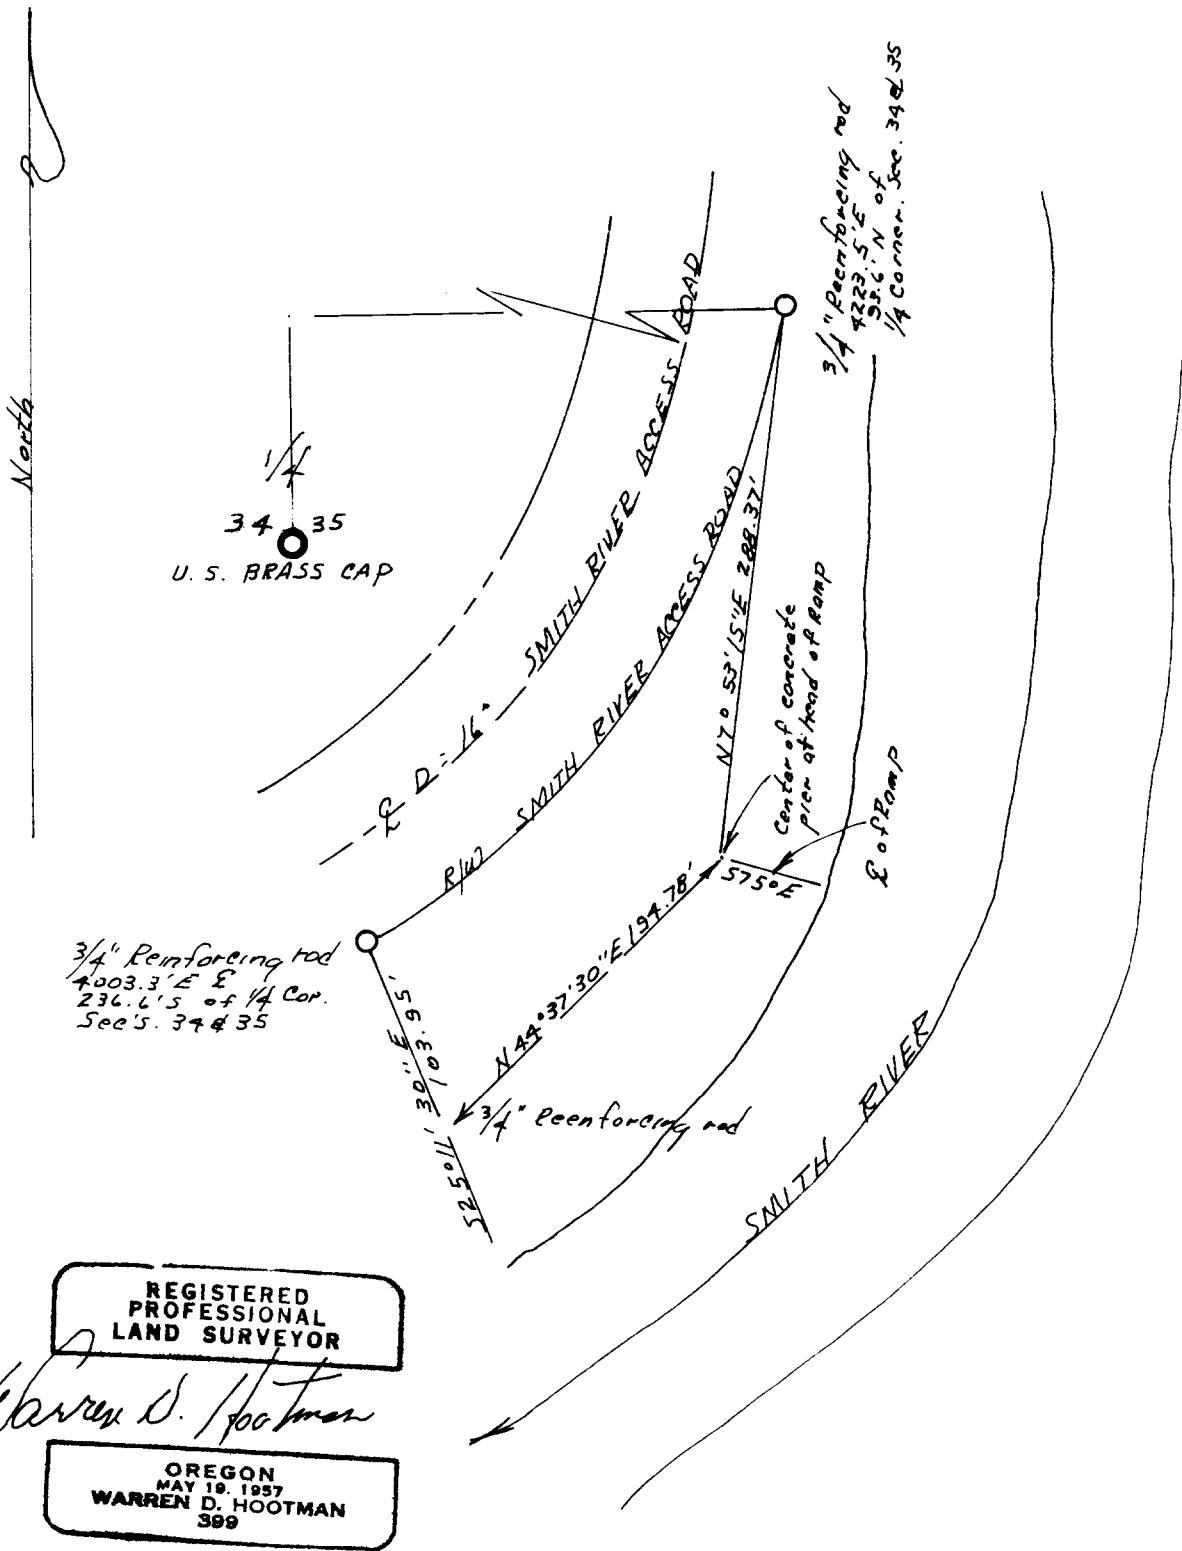 North
3/4" Reenforcing rod
4223.5' E
93.6' N of
1/4 Corner. Sec. 34 & 35
1/4
34 35
U. S. BRASS CAP
SMITH RIVER ACCESS ROAD
℄ D = 16°
R/W SMITH RIVER ACCESS ROAD
N7° 53' 15" E 288.37'
Center of concrete
pier at head of Ramp
℄ of Ramp
S75°E
N 44°37'30" E 194.78'
3/4" Reinforcing rod
4003.3' E &
236.6' S of 1/4 Cor.
Sec's. 34 & 35
S25°11' 30" E
103.95'
3/4" Reenforcing rod
SMITH RIVER
REGISTERED
PROFESSIONAL
LAND SURVEYOR
Warren D. Hootman
OREGON
MAY 19, 1957
WARREN D. HOOTMAN
399